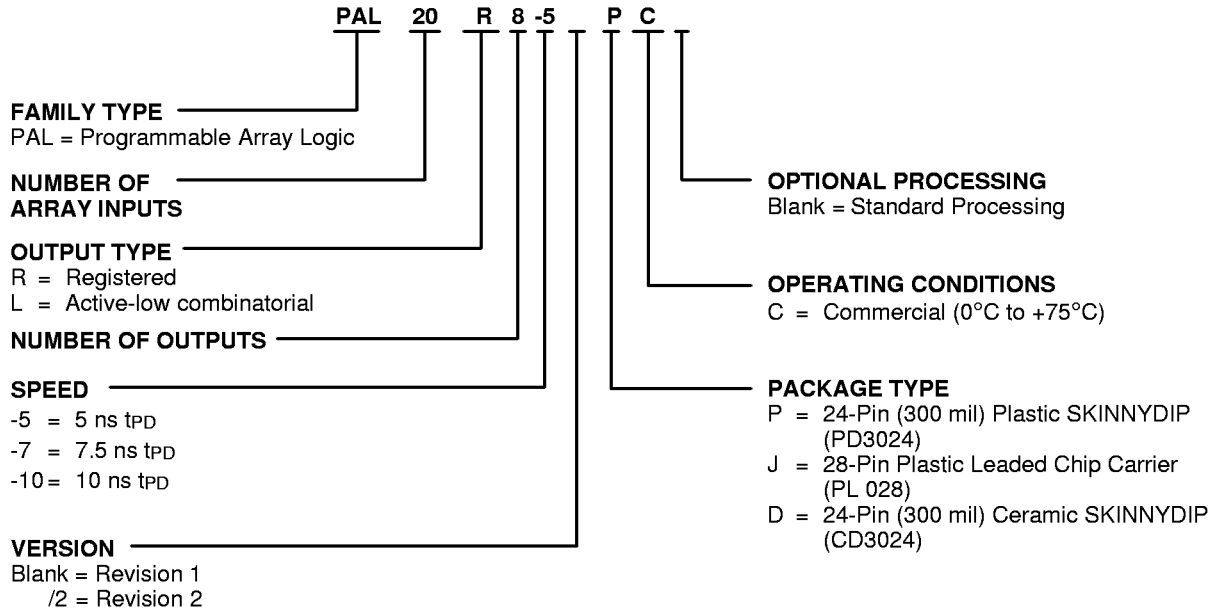 PAL 20 R 8 -5 P C
FAMILY TYPE
PAL = Programmable Array Logic
NUMBER OF
ARRAY INPUTS
OUTPUT TYPE
R = Registered
L = Active-low combinatorial
NUMBER OF OUTPUTS
SPEED
-5 = 5 ns tPD
-7 = 7.5 ns tPD
-10 = 10 ns tPD
VERSION
Blank = Revision 1
/2 = Revision 2
OPTIONAL PROCESSING
Blank = Standard Processing
OPERATING CONDITIONS
C = Commercial (0°C to +75°C)
PACKAGE TYPE
P = 24-Pin (300 mil) Plastic SKINNYDIP
(PD3024)
J = 28-Pin Plastic Leaded Chip Carrier
(PL 028)
D = 24-Pin (300 mil) Ceramic SKINNYDIP
(CD3024)